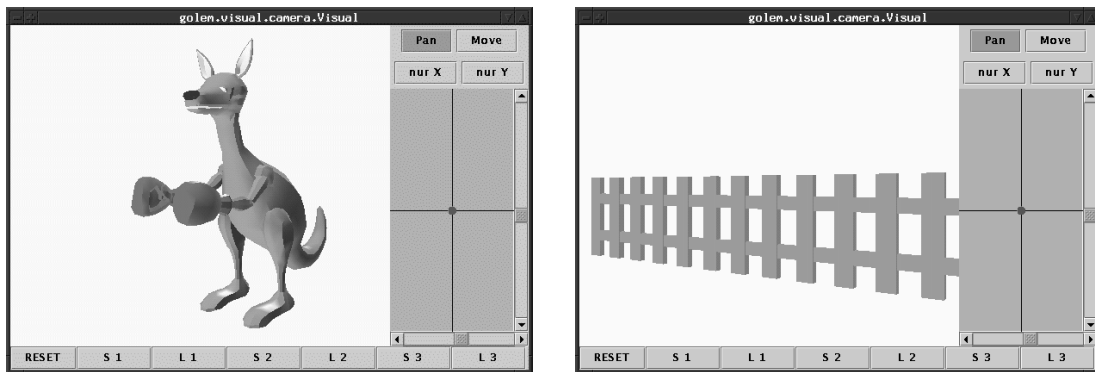 golem.visual.camera.Visual
Pan Move
nur X nur Y
RESET S 1 L 1 S 2 L 2 S 3 L 3
golem.visual.camera.Visual
Pan Move
nur X nur Y
RESET S 1 L 1 S 2 L 2 S 3 L 3